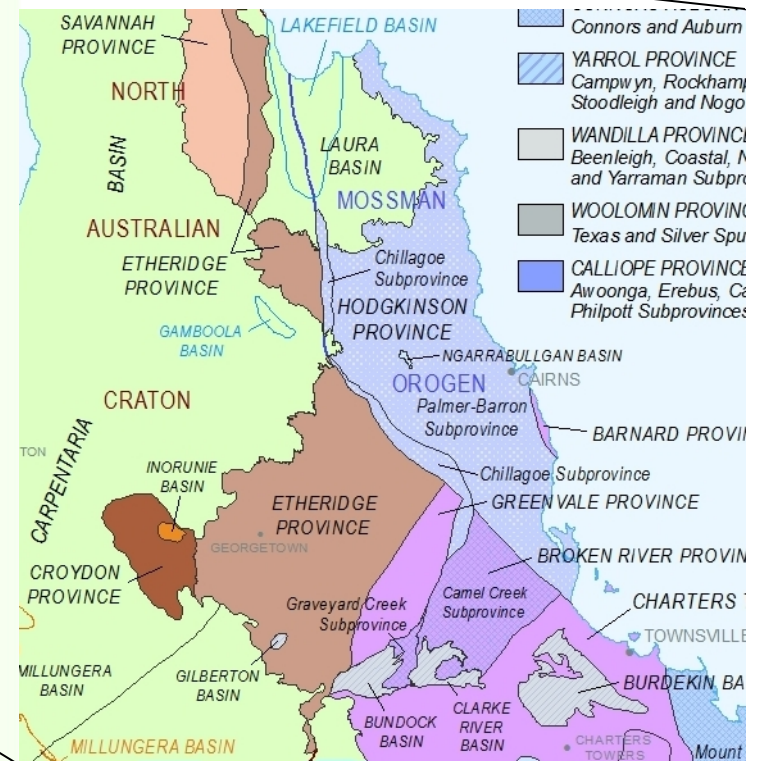 SAVANNAH
PROVINCE
LAKEFIELD BASIN
Connors and Auburn
YARROL PROVINCE
Campwyn, Rockhamp
Stoodleigh and Nogo
NORTH
BASIN
LAURA
BASIN
WANDILLA PROVINCE
Beenleigh, Coastal, N
and Yarraman Subpro
MOSSMAN
AUSTRALIAN
WOOLOMIN PROVINC
Texas and Silver Spu
ETHERIDGE
PROVINCE
Chillagoe
Subprovince
CALLIOPE PROVINCE
Awoonga, Erebus, Ca
Philpott Subprovinces
HODGKINSON
PROVINCE
GAMBOOLA
BASIN
NGARRABULLGAN BASIN
OROGEN
CAIRNS
CRATON
Palmer-Barron
Subprovince
BARNARD PROVI
TON
CARPENTARIA
INORUNIE
BASIN
Chillagoe Subprovince
ETHERIDGE
PROVINCE
GREENVALE PROVINCE
GEORGETOWN
BROKEN RIVER PROVIN
CROYDON
PROVINCE
Graveyard Creek
Subprovince
Camel Creek
Subprovince
CHARTERS T
TOWNSVILLE
MILLUNGERA
BASIN
GILBERTON
BASIN
BURDEKIN BA
BUNDOCK
BASIN
CLARKE
RIVER
BASIN
MILLUNGERA BASIN
CHARTERS
TOWERS
Mount